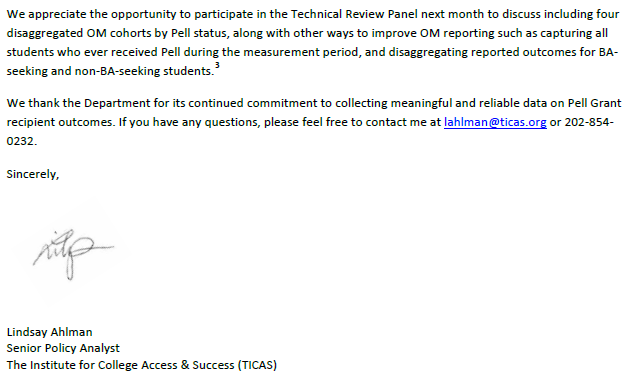 We appreciate the opportunity to participate in the Technical Review Panel next month to discuss including four
disaggregated OM cohorts by Pell status, along with other ways to improve OM reporting such as capturing all
students who ever received Pell during the measurement period, and disaggregating reported outcomes for BA-
seeking and non-BA-seeking students.3
We thank the Department for its continued commitment to collecting meaningful and reliable data on Pell Grant
recipient outcomes. If you have any questions, please feel free to contact me at lahlman@ticas.org or 202-854-
0232.
Sincerely,
Lindsay Ahlman
Senior Policy Analyst
The Institute for College Access & Success (TICAS)